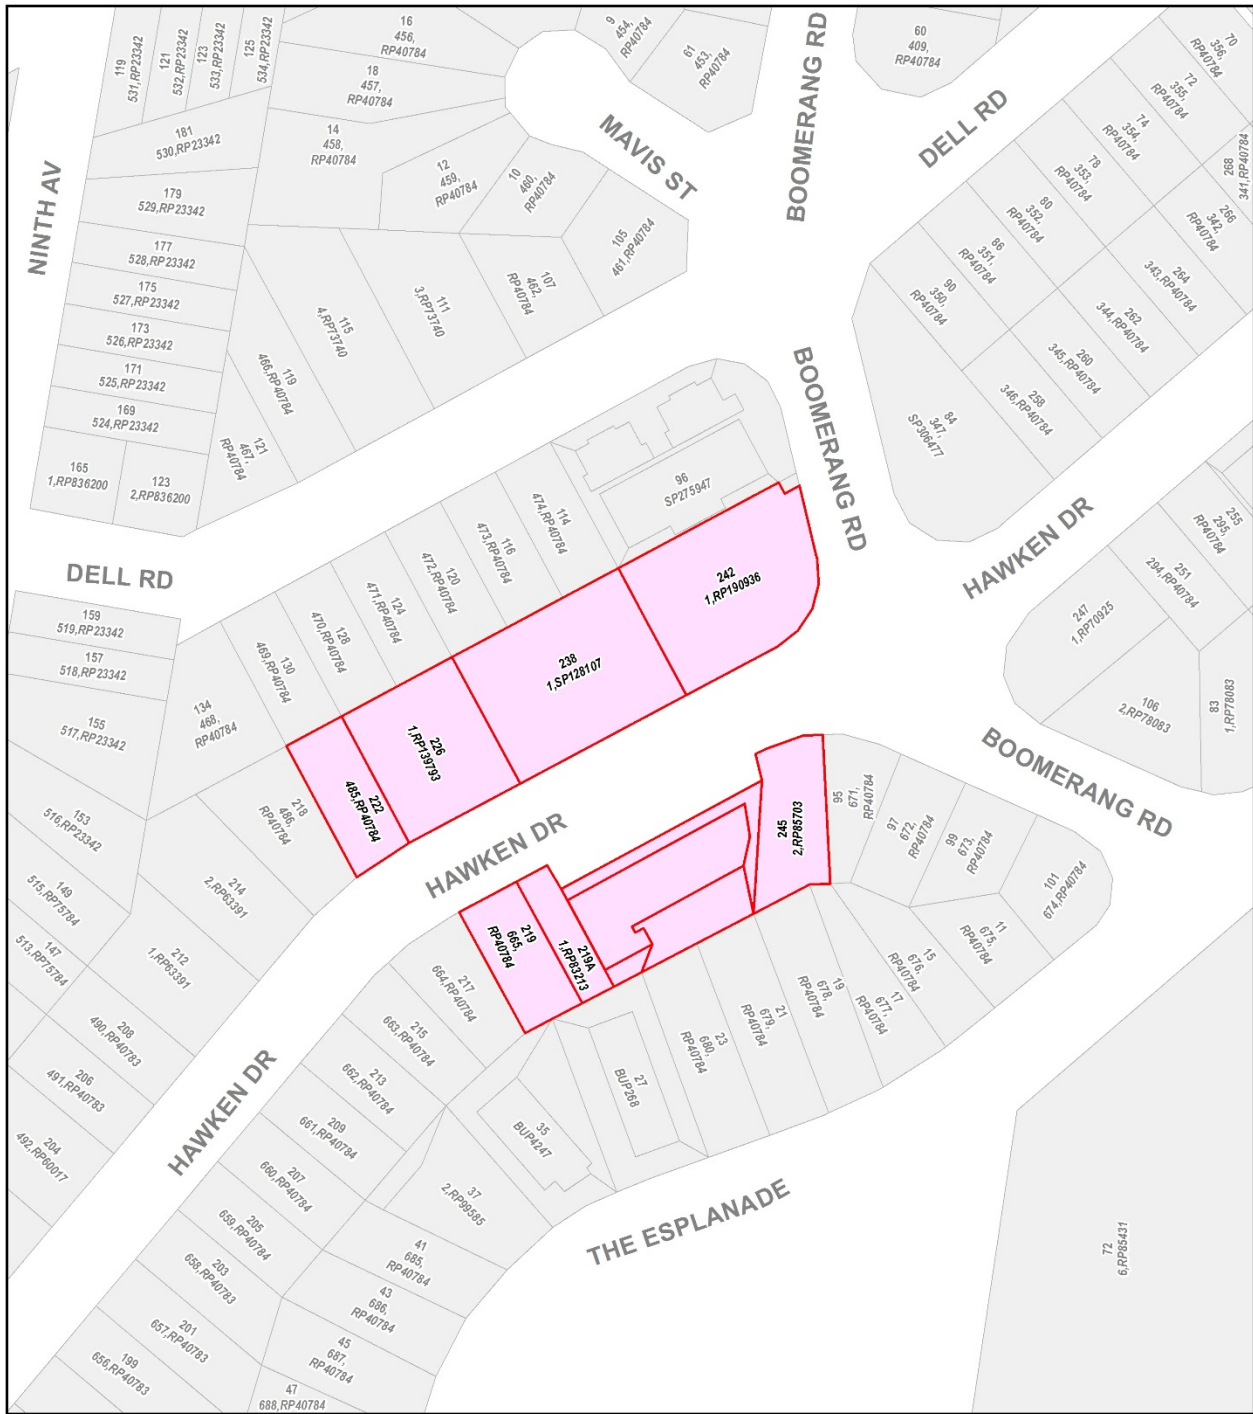 119
531,RP23342
121
532,RP23342
123
533,RP23342
125
534,RP23342
16
456,
RP40784
18
457,
RP40784
14
458,
RP40784
12
459,
RP40784
10
460,
RP40784
9
454,
RP40784
61
453,
RP40784
60
409,
RP40784
BOOMERANG RD
MAVIS ST
DELL RD
70
356,
RP40784
72
355,
RP40784
74
354,
RP40784
78
353,
RP40784
80
352,
RP40784
86
351,
RP40784
90
350,
RP40784
268
341,RP40784
266
342,
RP40784
264
343,RP40784
262
344,RP40784
260
345,RP40784
258
346,RP40784
84
347,
SP306477
NINTH AV
181
530,RP23342
179
529,RP23342
177
528,RP23342
175
527,RP23342
173
526,RP23342
171
525,RP23342
169
524,RP23342
165
1,RP836200
123
2,RP836200
105
461,RP40784
107
462,
RP40784
111
3,RP73740
115
4,RP73740
119
466,RP40784
121
467,
RP40784
BOOMERANG RD
96
SP275947
114
474,RP40784
116
473,RP40784
120
472,RP40784
124
471,RP40784
128
470,RP40784
130
469,RP40784
134
468,
RP40784
DELL RD
159
519,RP23342
157
518,RP23342
155
517,RP23342
153
516,RP23342
149
515,RP75784
147
513,RP75784
242
1,RP190936
238
1,SP128107
226
1,RP139793
222
485,RP40784
218
486,
RP40784
214
2,RP63391
212
1,RP63391
208
490,RP40783
206
491,RP40783
204
492,RP60017
HAWKEN DR
255
295,
RP40784
251
294,RP40784
247
1,RP70925
106
2,RP78083
83
1,RP78083
BOOMERANG RD
HAWKEN DR
245
2,RP85703
95
671,
RP40784
97
672,
RP40784
99
673,
RP40784
101
674,RP40784
11
675,
RP40784
15
676,
RP40784
17
677,
RP40784
19
678,
RP40784
21
679,
RP40784
23
680,
RP40784
219
665,
RP40784
219A
1,RP83213
217
664,RP40784
215
663,RP40784
213
662,RP40784
209
661,RP40784
207
660,RP40784
205
659,RP40784
203
658,RP40783
201
657,RP40783
199
656,RP40783
HAWKEN DR
27
BUP268
35
BUP4247
37
2,RP99585
41
685,
RP40784
43
686,
RP40784
45
687,
RP40784
47
688,RP40784
THE ESPLANADE
72
6,RP85431